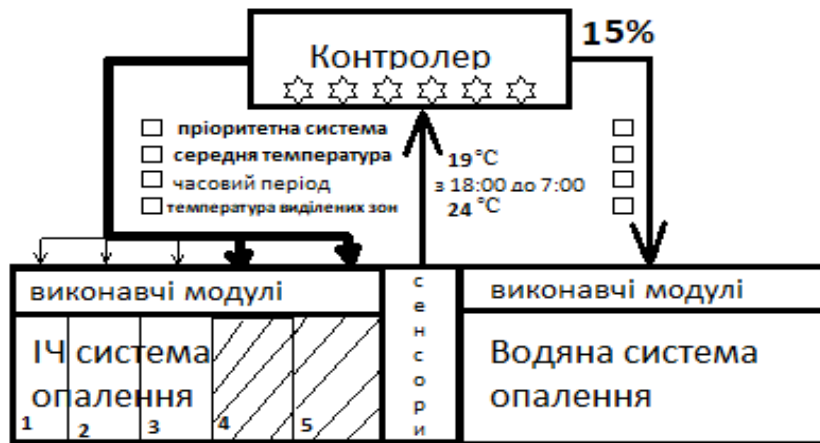 Контролер
15%
пріоритетна система
середня температура
19°C
часовий період
з 18:00 до 7:00
температура виділених зон
24 °C
виконавчі модулі
сенсори
виконавчі модулі
ІЧ система
опалення
1 2 3 4 5
Водяна система
опалення